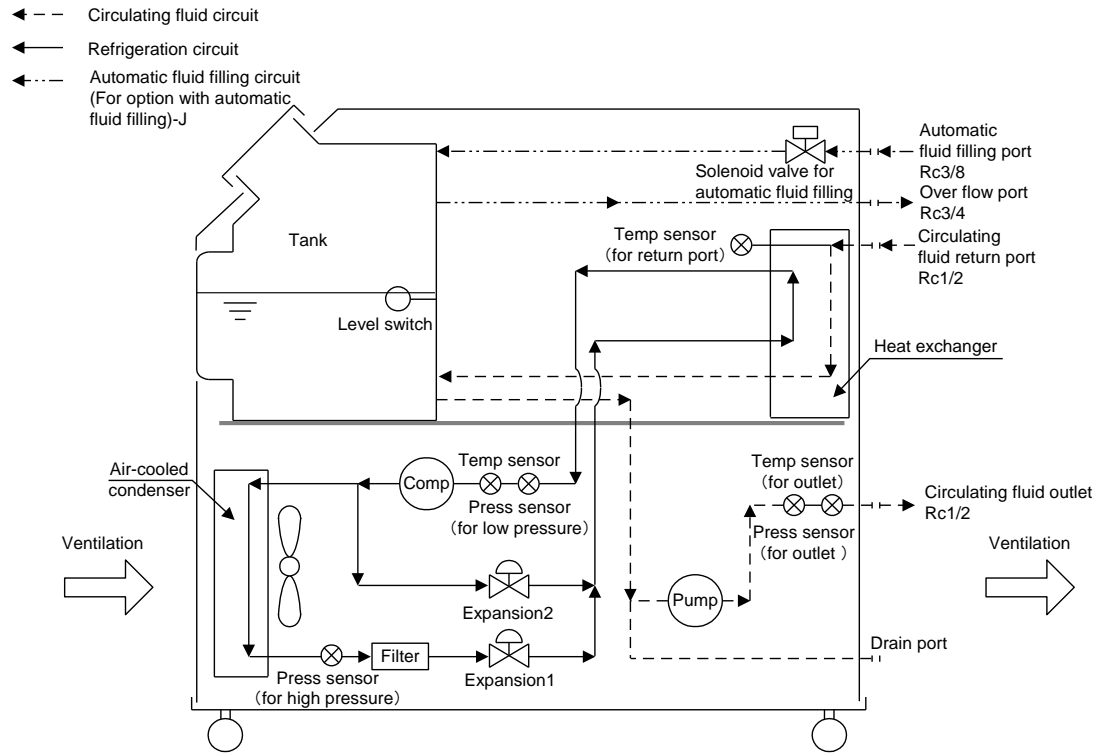 Circulating fluid circuit
Refrigeration circuit
Automatic fluid filling circuit
(For option with automatic
fluid filling)-J
Automatic
fluid filling port
Rc3/8
Solenoid valve for
automatic fluid filling
Over flow port
Rc3/4
Tank
Temp sensor
（for return port）
Circulating
fluid return port
Rc1/2
Level switch
Heat exchanger
Air-cooled
condenser
Comp
Temp sensor
Press sensor
（for low pressure）
Temp sensor
（for outlet）
Press sensor
（for outlet ）
Circulating fluid outlet
Rc1/2
Ventilation
Ventilation
Expansion2
Pump
Drain port
Filter
Expansion1
Press sensor
（for high pressure）